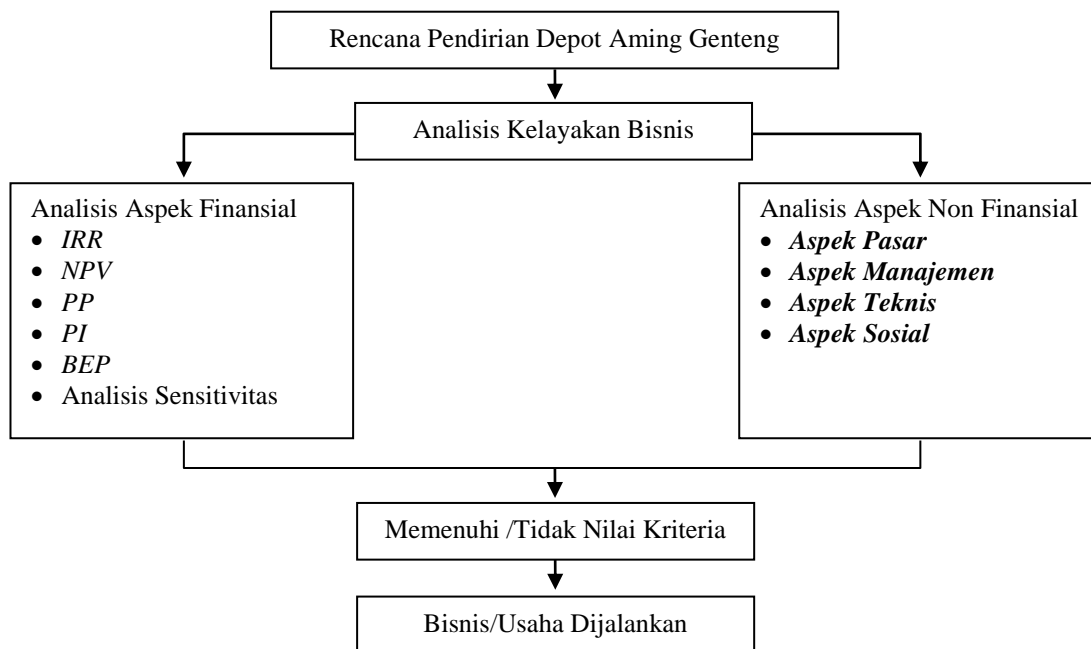 Rencana Pendirian Depot Aming Genteng
Analisis Kelayakan Bisnis
Analisis Aspek Finansial
• IRR
• NPV
• PP
• PI
• BEP
• Analisis Sensitivitas
Analisis Aspek Non Finansial
• Aspek Pasar
• Aspek Manajemen
• Aspek Teknis
• Aspek Sosial
Memenuhi /Tidak Nilai Kriteria
Bisnis/Usaha Dijalankan